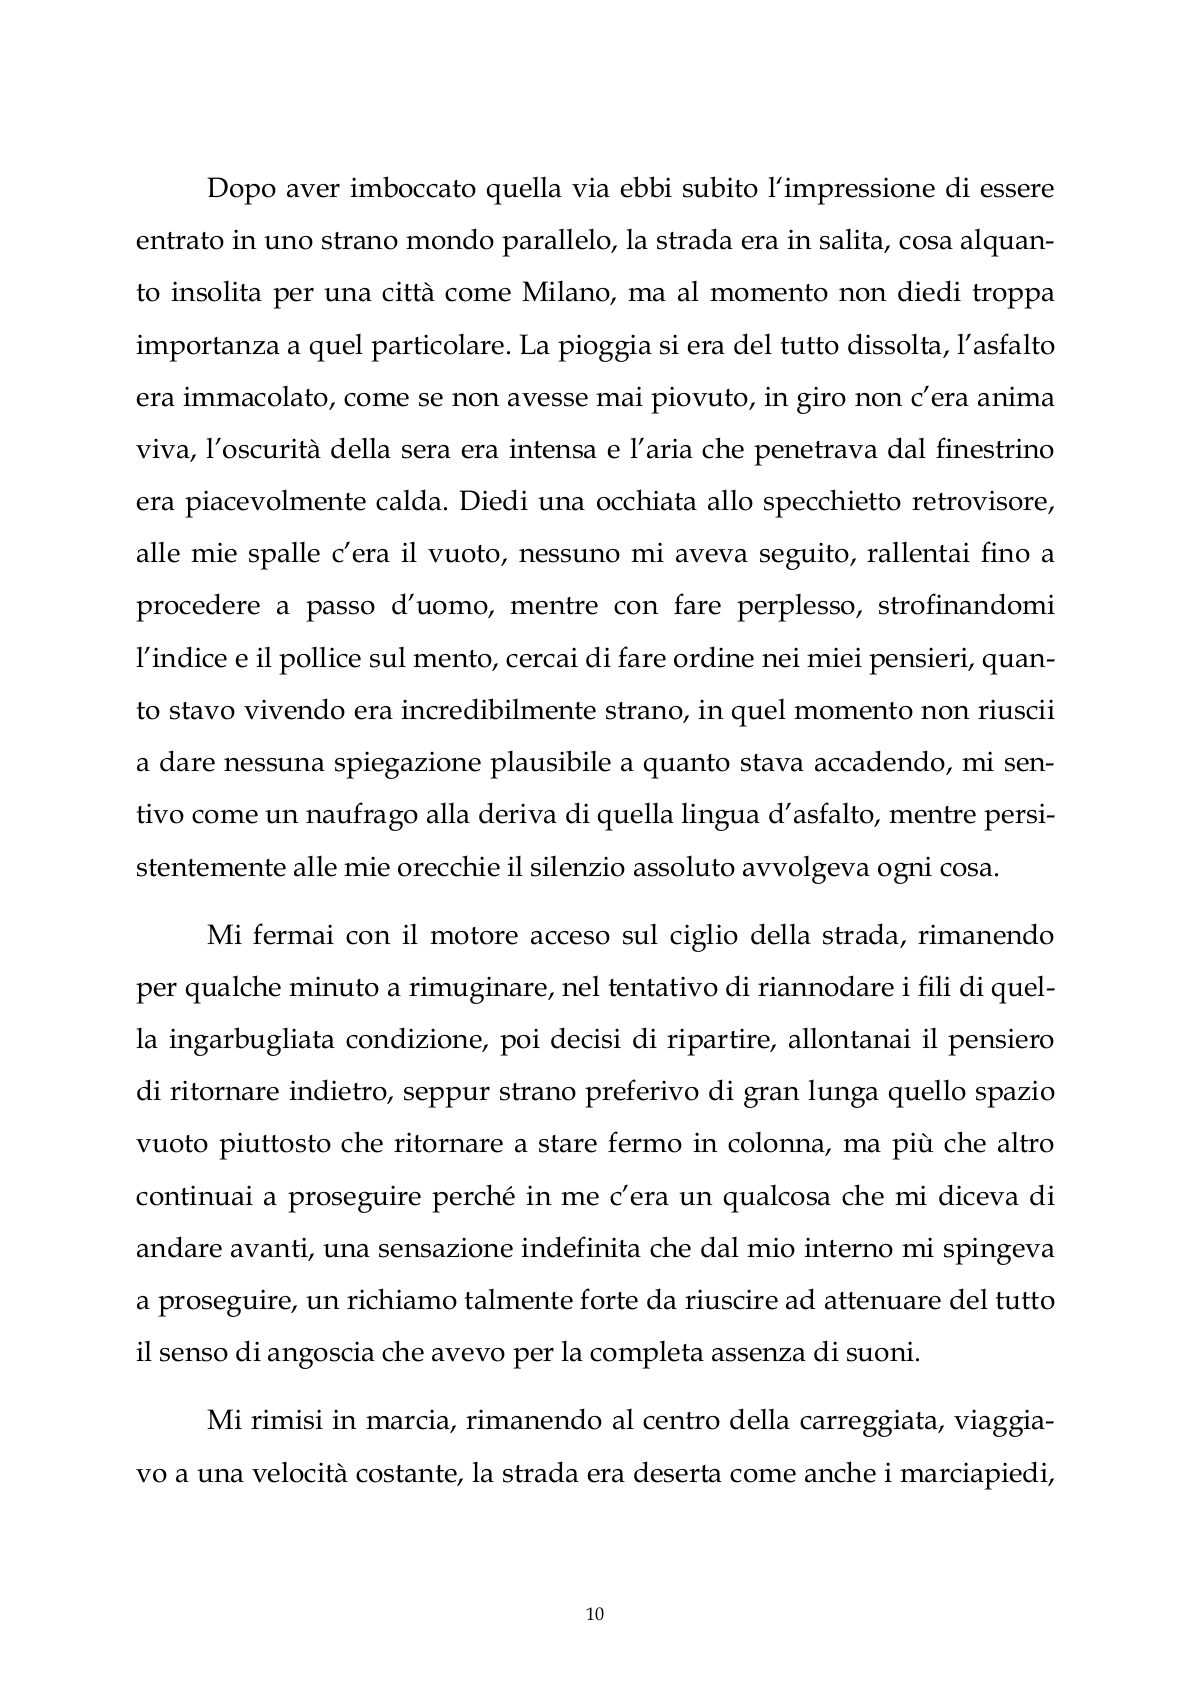 Dopo aver imboccato quella via ebbi subito l‘impressione di essere
entrato in uno strano mondo parallelo, la strada era in salita, cosa alquan-
to insolita per una città come Milano, ma al momento non diedi troppa
importanza a quel particolare. La pioggia si era del tutto dissolta, l’asfalto
era immacolato, come se non avesse mai piovuto, in giro non c’era anima
viva, l’oscurità della sera era intensa e l’aria che penetrava dal finestrino
era piacevolmente calda. Diedi una occhiata allo specchietto retrovisore,
alle mie spalle c’era il vuoto, nessuno mi aveva seguito, rallentai fino a
procedere a passo d’uomo, mentre con fare perplesso, strofinandomi
l’indice e il pollice sul mento, cercai di fare ordine nei miei pensieri, quan-
to stavo vivendo era incredibilmente strano, in quel momento non riuscii
a dare nessuna spiegazione plausibile a quanto stava accadendo, mi sen-
tivo come un naufrago alla deriva di quella lingua d’asfalto, mentre persi-
stentemente alle mie orecchie il silenzio assoluto avvolgeva ogni cosa.
Mi fermai con il motore acceso sul ciglio della strada, rimanendo
per qualche minuto a rimuginare, nel tentativo di riannodare i fili di quel-
la ingarbugliata condizione, poi decisi di ripartire, allontanai il pensiero
di ritornare indietro, seppur strano preferivo di gran lunga quello spazio
vuoto piuttosto che ritornare a stare fermo in colonna, ma più che altro
continuai a proseguire perché in me c’era un qualcosa che mi diceva di
andare avanti, una sensazione indefinita che dal mio interno mi spingeva
a proseguire, un richiamo talmente forte da riuscire ad attenuare del tutto
il senso di angoscia che avevo per la completa assenza di suoni.
Mi rimisi in marcia, rimanendo al centro della carreggiata, viaggia-
vo a una velocità costante, la strada era deserta come anche i marciapiedi,
10